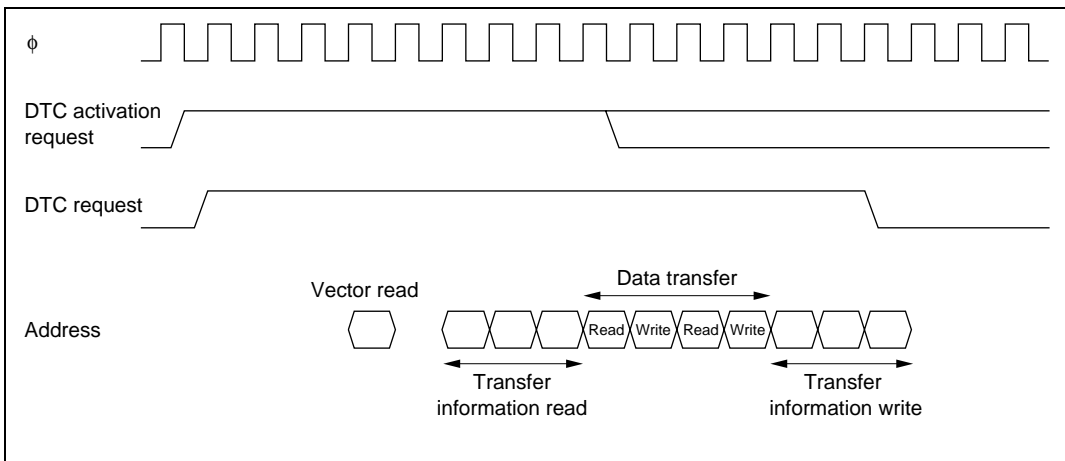 ϕ
DTC activation
request
DTC request
Data transfer
Vector read
Address
Read Write Read Write
Transfer
information read
Transfer
information write